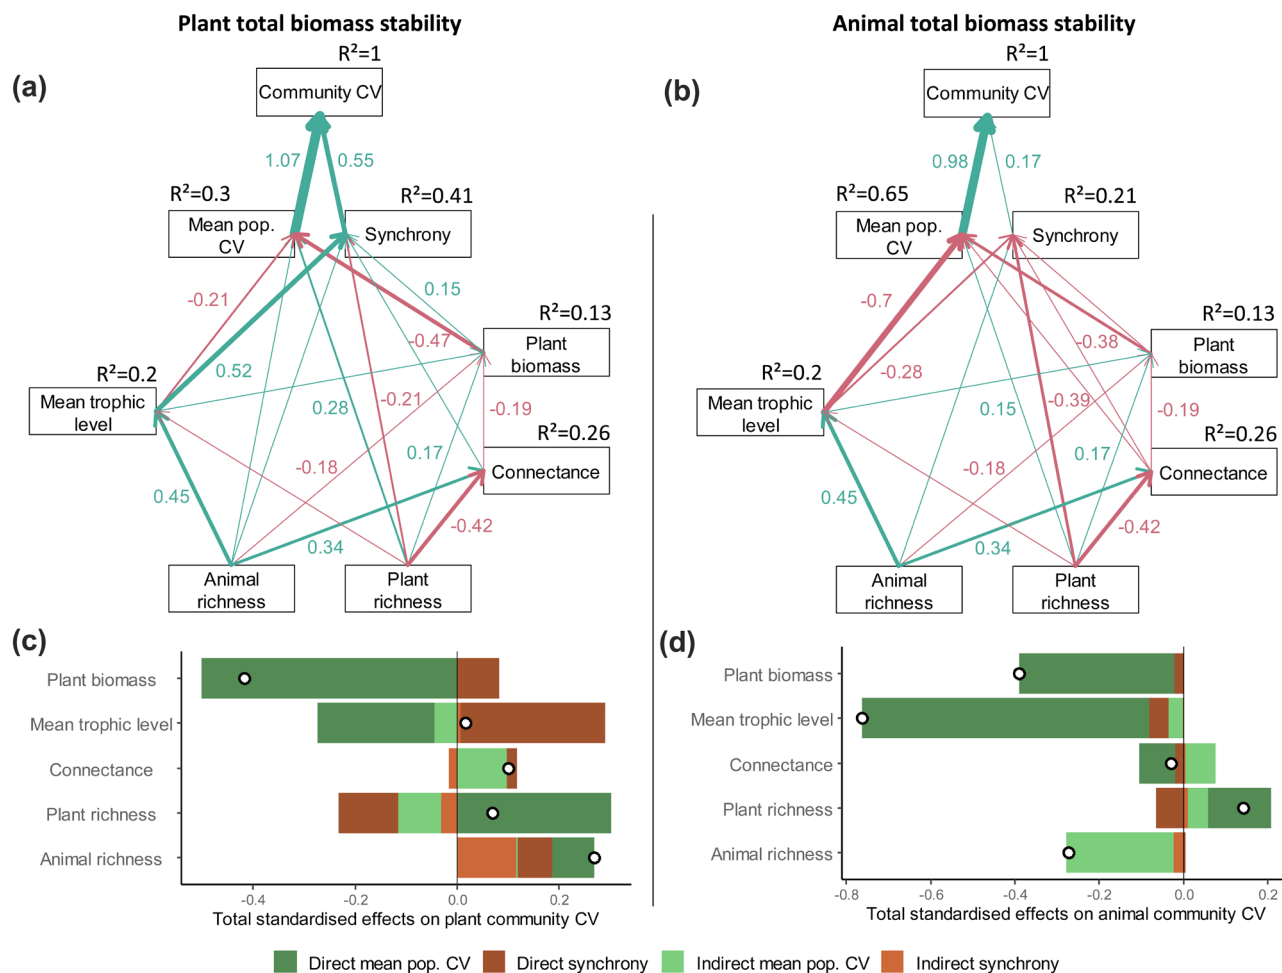 Plant total biomass stability
(a)
R²=1
Community CV
1.07
0.55
R²=0.3
R²=0.41
Mean pop.
CV
Synchrony
-0.21
0.15
R²=0.13
-0.47
Plant
biomass
R²=0.2
0.52
Mean trophic
level
0.28
-0.21
-0.19
R²=0.26
0.17
-0.18
Connectance
0.45
-0.42
0.34
Animal
richness
Plant
richness
Animal total biomass stability
(b)
R²=1
Community CV
0.98
0.17
R²=0.65
R²=0.21
Mean pop.
CV
Synchrony
-0.7
R²=0.13
-0.38
Plant
biomass
R²=0.2
-0.28
Mean trophic
level
0.15
-0.39
-0.19
R²=0.26
0.17
-0.18
Connectance
0.45
-0.42
0.34
Animal
richness
Plant
richness
(c)
Plant biomass
Mean trophic level
Connectance
Plant richness
Animal richness
-0.4
-0.2
0.0
0.2
Total standardised effects on plant community CV
(d)
Plant biomass
Mean trophic level
Connectance
Plant richness
Animal richness
-0.8
-0.6
-0.4
-0.2
0.0
0.2
Total standardised effects on animal community CV
Direct mean pop. CV
Direct synchrony
Indirect mean pop. CV
Indirect synchrony